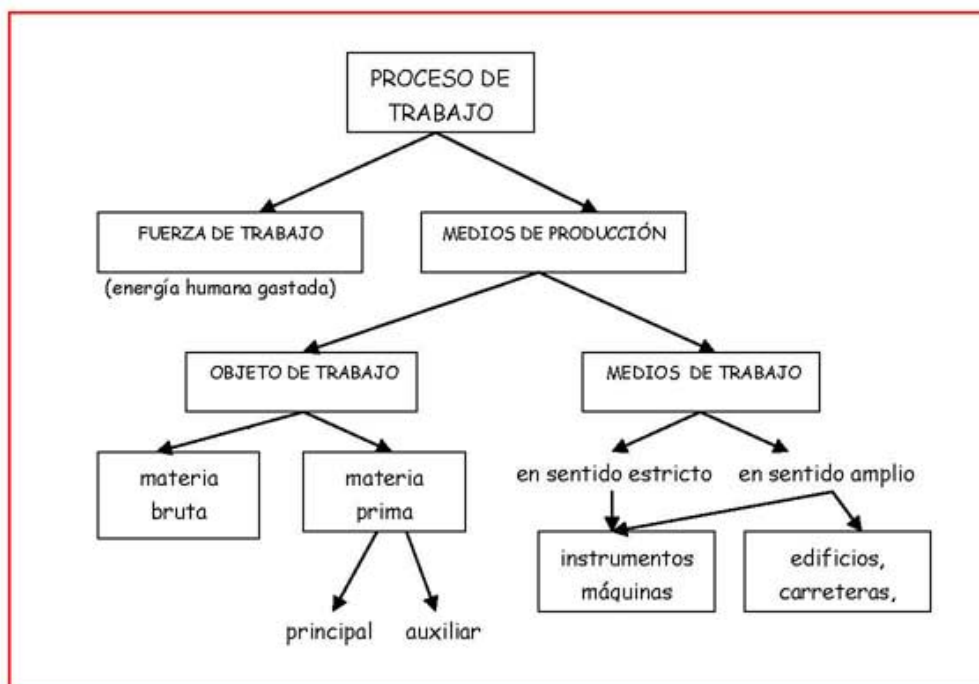 PROCESO DE
TRABAJO
FUERZA DE TRABAJO
MEDIOS DE PRODUCCIÓN
(energía humana gastada)
OBJETO DE TRABAJO
MEDIOS DE TRABAJO
materia
bruta
materia
prima
en sentido estricto
en sentido amplio
instrumentos
máquinas
edificios,
carreteras,
principal
auxiliar